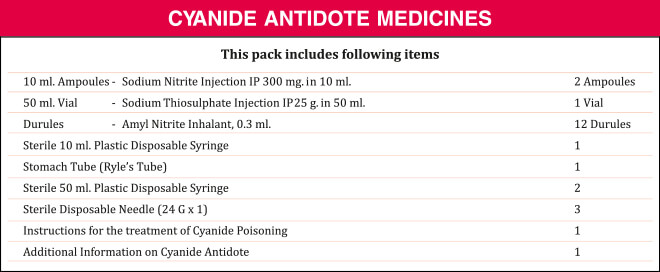 CYANIDE ANTIDOTE MEDICINES
This pack includes following items
10 ml. Ampoules - Sodium Nitrite Injection IP 300 mg. in 10 ml. 2 Ampoules
50 ml. Vial - Sodium Thiosulphate Injection IP25 g. in 50 ml. 1 Vial
Durules - Amyl Nitrite Inhalant, 0.3 ml. 12 Durules
Sterile 10 ml. Plastic Disposable Syringe 1
Stomach Tube (Ryle's Tube) 1
Sterile 50 ml. Plastic Disposable Syringe 2
Sterile Disposable Needle (24 G x 1) 3
Instructions for the treatment of Cyanide Poisoning 1
Additional Information on Cyanide Antidote 1